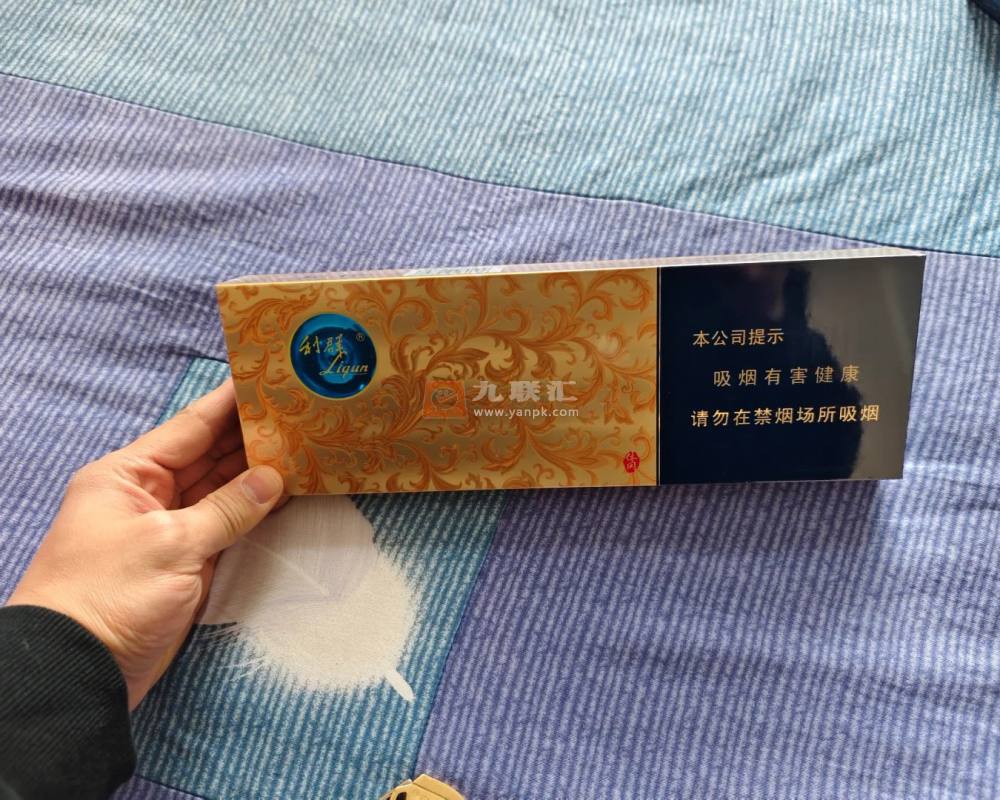 利群®
Liqun
九联汇
www.yanpk.com
本公司提示
吸烟有害健康
请勿在禁烟场所吸烟